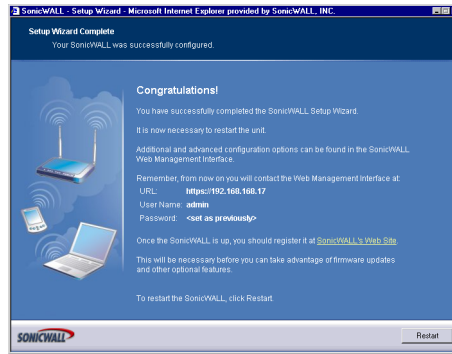 SonicWALL - Setup Wizard - Microsoft Internet Explorer provided by SonicWALL, INC.
Setup Wizard Complete
Your SonicWALL was successfully configured.
Congratulations!
You have successfully completed the SonicWALL Setup Wizard.
It is now necessary to restart the unit.
Additional and advanced configuration options can be found in the SonicWALL
Web Management Interface.
Remember, from now on you will contact the Web Management Interface at:
URL: https://192.168.168.17
User Name: admin
Password: <set as previously>
Once the SonicWALL is up, you should register it at SonicWALL's Web Site.
This will be necessary before you can take advantage of firmware updates
and other optional features.
To restart the SonicWALL, click Restart.
SONICWALL
Restart